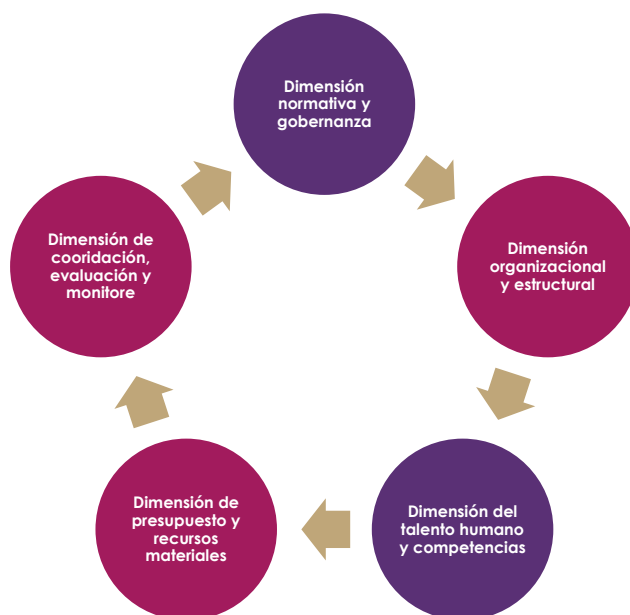 Dimensión
normativa y
gobernanza
Dimensión
organizacional
y estructural
Dimensión del
talento humano
y competencias
Dimensión de
presupuesto y
recursos
materiales
Dimensión de
cooridación,
evaluación y
monitore